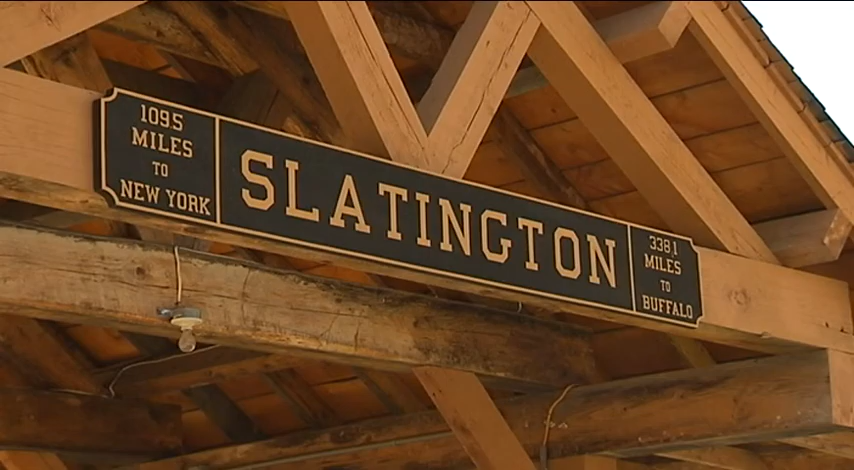 109.5
MILES
TO
NEW YORK
SLATINGTON
338.1
MILES
TO
BUFFALO